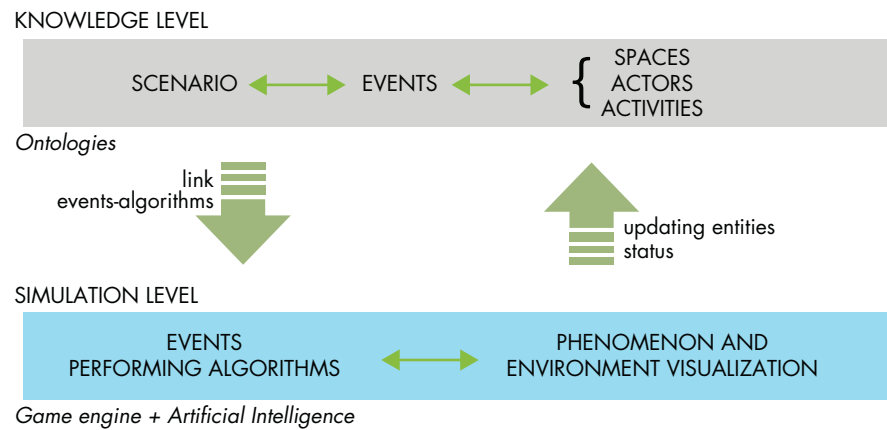 KNOWLEDGE LEVEL
SCENARIO EVENTS { SPACES
ACTORS
ACTIVITIES
Ontologies
link
events-algorithms
updating entities
status
SIMULATION LEVEL
EVENTS
PERFORMING ALGORITHMS
PHENOMENON AND
ENVIRONMENT VISUALIZATION
Game engine + Artificial Intelligence